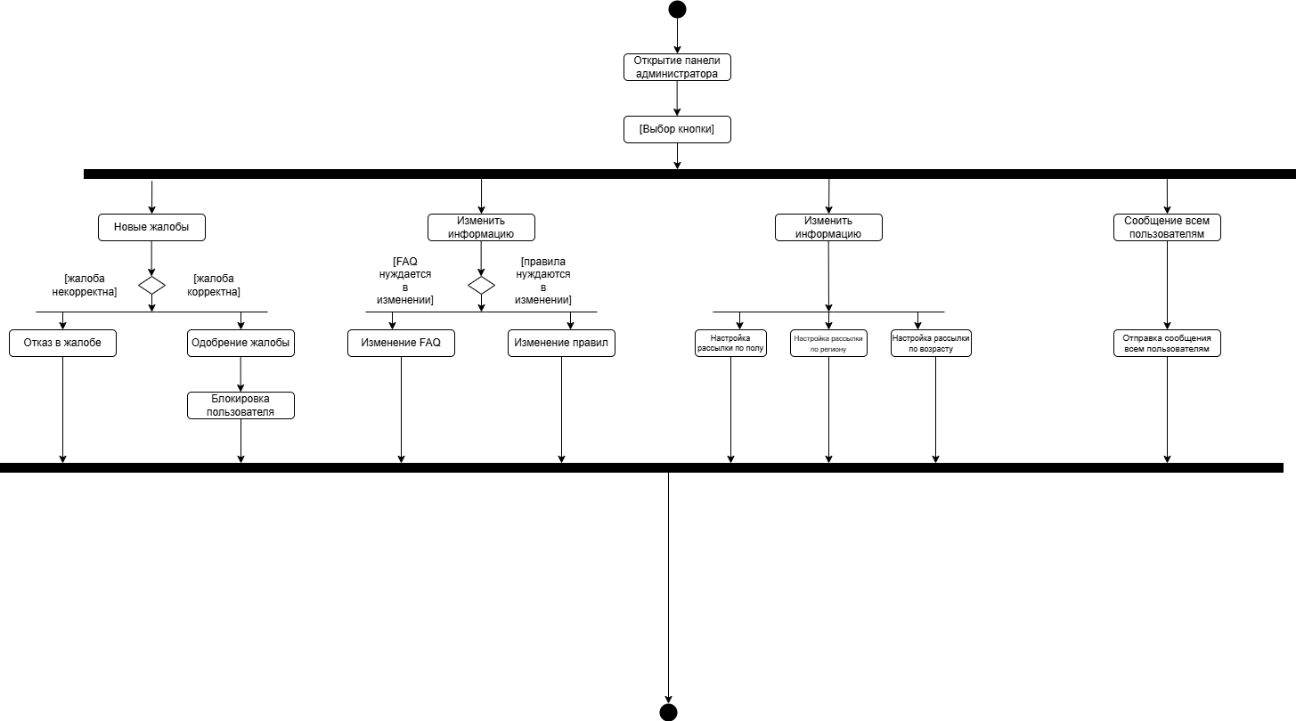 Открытие панели
администратора
[Выбор кнопки]
Новые жалобы
Изменить
информацию
Изменить
информацию
Сообщение всем
пользователям
[жалоба
некорректна]
[жалоба
корректна]
[FAQ
нуждается
в
изменении]
[правила
нуждаются
в
изменении]
Отказ в жалобе
Одобрение жалобы
Изменение FAQ
Изменение правил
Настройка
рассылки по полу
Настройка рассылки
по региону
Настройка рассылки
по возрасту
Отправка сообщения
всем пользователям
Блокировка
пользователя